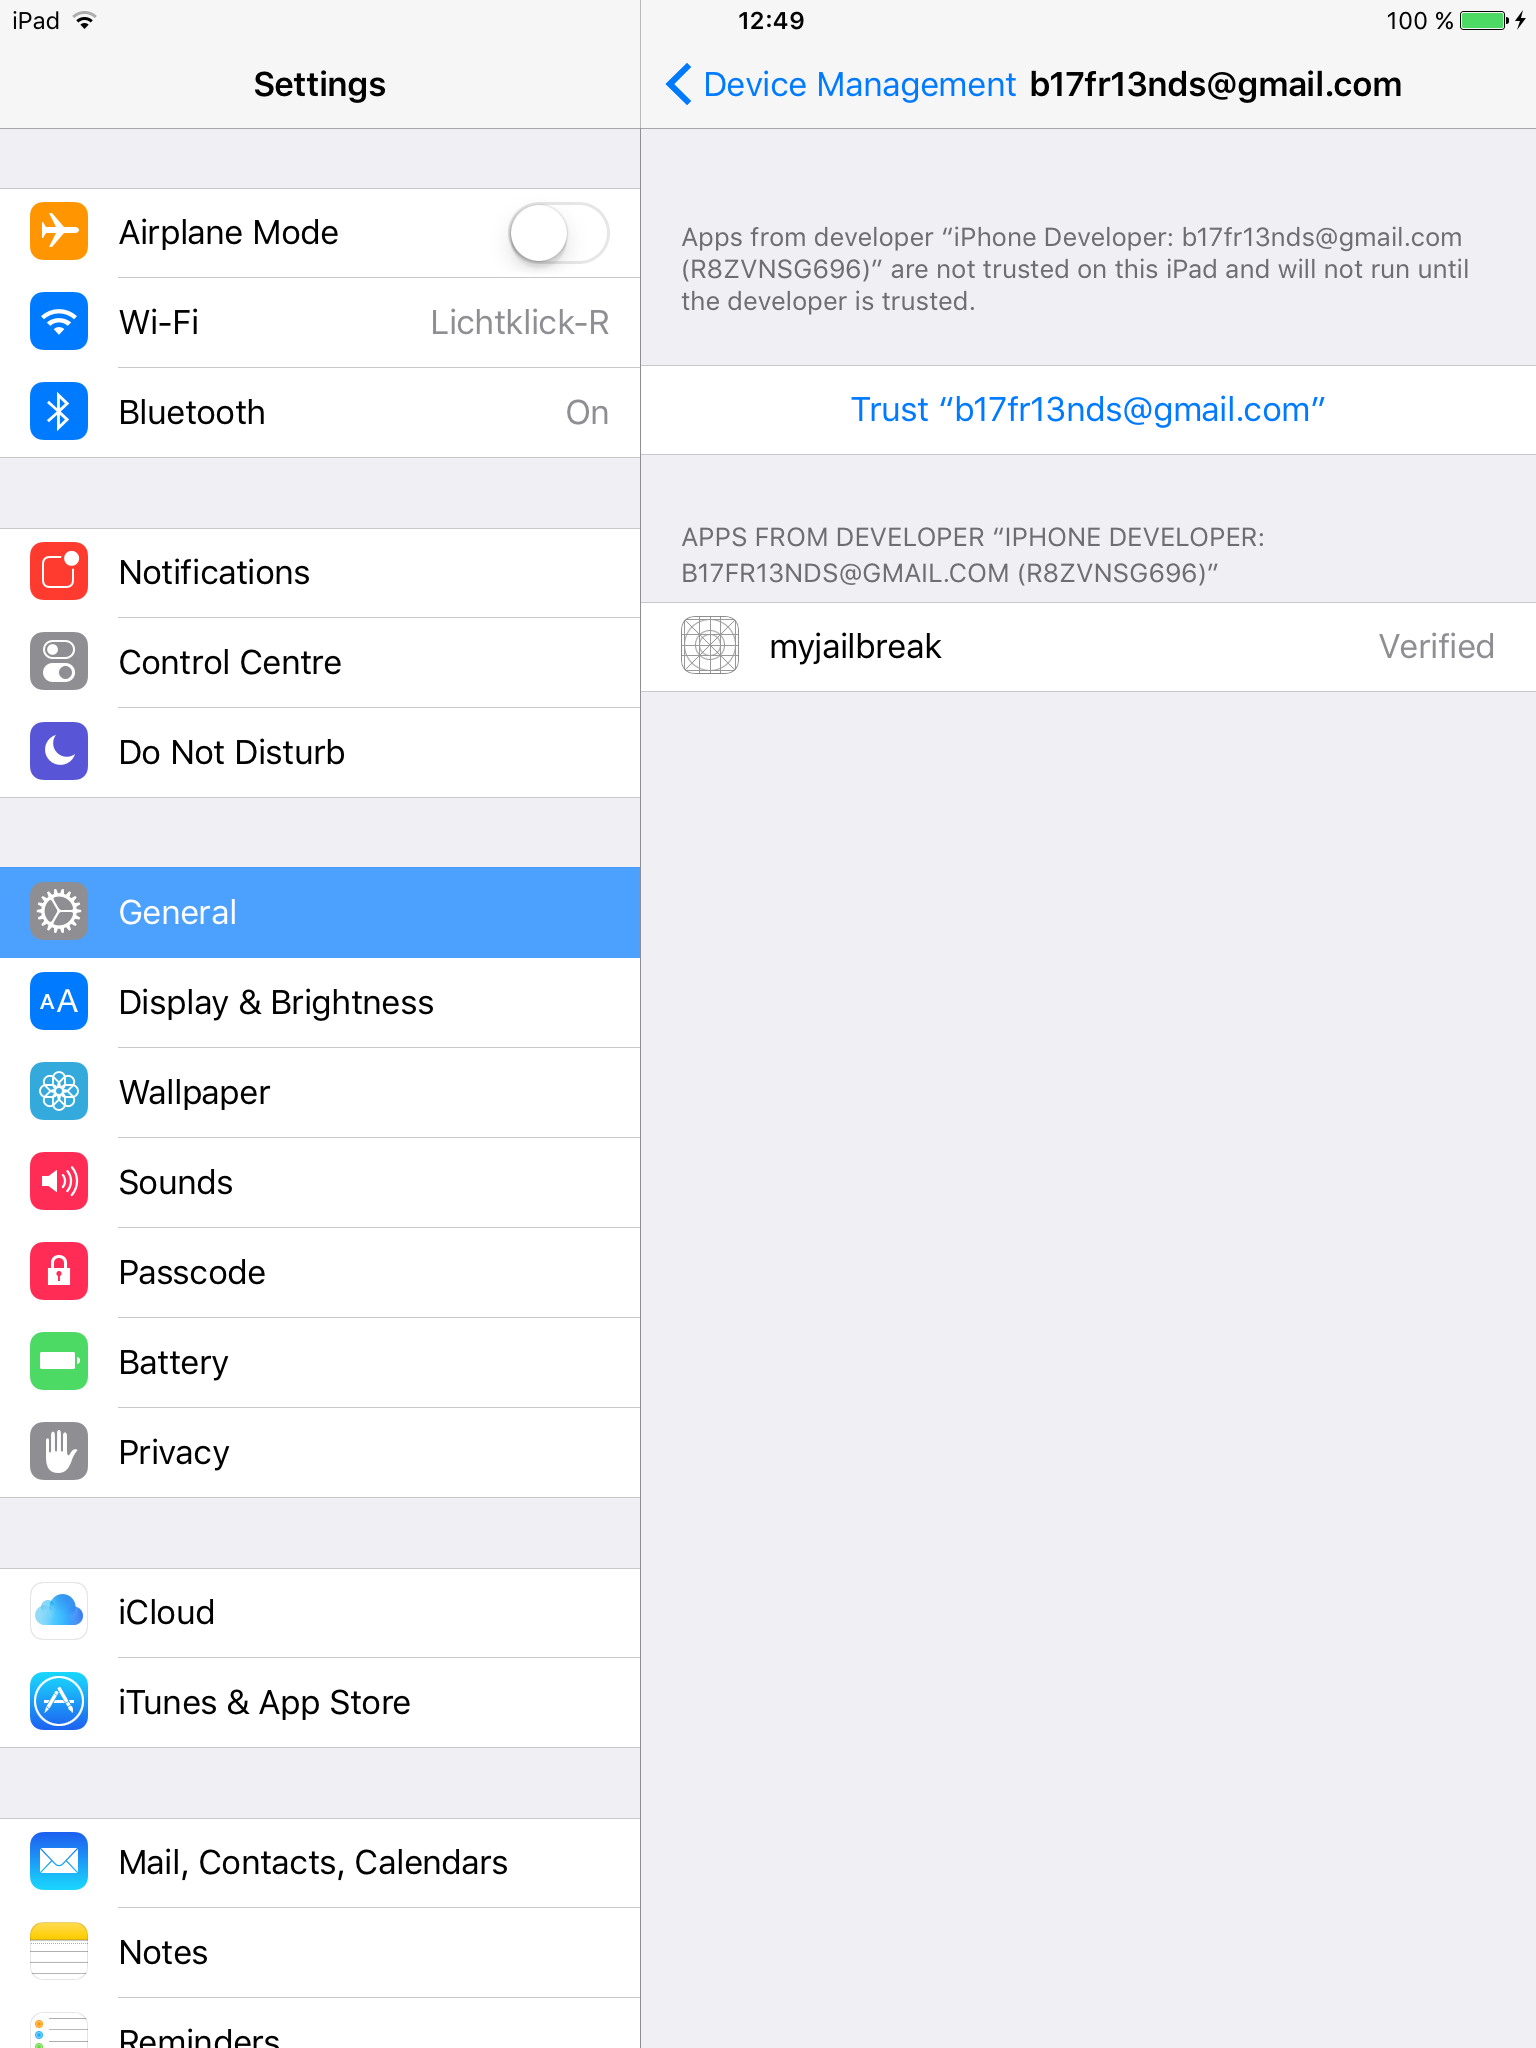 iPad
12:49
100 %
Settings
Device Management
b17fr13nds@gmail.com
Airplane Mode
Wi-Fi
Lichtklick-R
Bluetooth
On
Notifications
Control Centre
Do Not Disturb
General
AA
Display & Brightness
Wallpaper
Sounds
Passcode
Battery
Privacy
iCloud
iTunes & App Store
Mail, Contacts, Calendars
Notes
Reminders
Apps from developer “iPhone Developer: b17fr13nds@gmail.com
(R8ZVNSG696)” are not trusted on this iPad and will not run until
the developer is trusted.
Trust “b17fr13nds@gmail.com”
APPS FROM DEVELOPER “IPHONE DEVELOPER:
B17FR13NDS@GMAIL.COM (R8ZVNSG696)”
myjailbreak
Verified